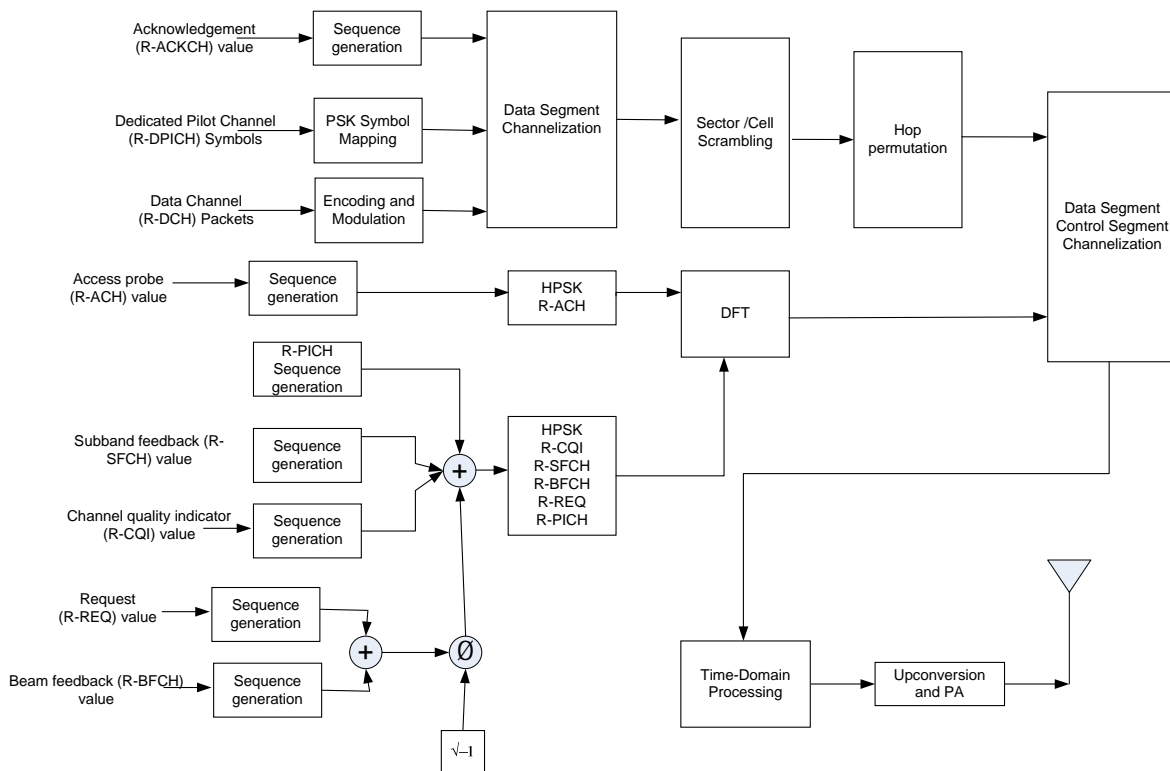 Acknowledgement
(R-ACKCH) value
Sequence
generation
Dedicated Pilot Channel
(R-DPICH) Symbols
PSK Symbol
Mapping
Data Channel
(R-DCH) Packets
Encoding and
Modulation
Data Segment
Channelization
Sector /Cell
Scrambling
Hop
permutation
Data Segment
Control Segment
Channelization
Access probe
(R-ACH) value
Sequence
generation
HPSK
R-ACH
DFT
R-PICH
Sequence
generation
Subband feedback (R-
SFCH) value
Sequence
generation
Channel quality indicator
(R-CQI) value
Sequence
generation
+
HPSK
R-CQI
R-SFCH
R-BFCH
R-REQ
R-PICH
Request
(R-REQ) value
Sequence
generation
Beam feedback (R-BFCH)
value
Sequence
generation
+
Ø
√−1
Time-Domain
Processing
Upconversion
and PA